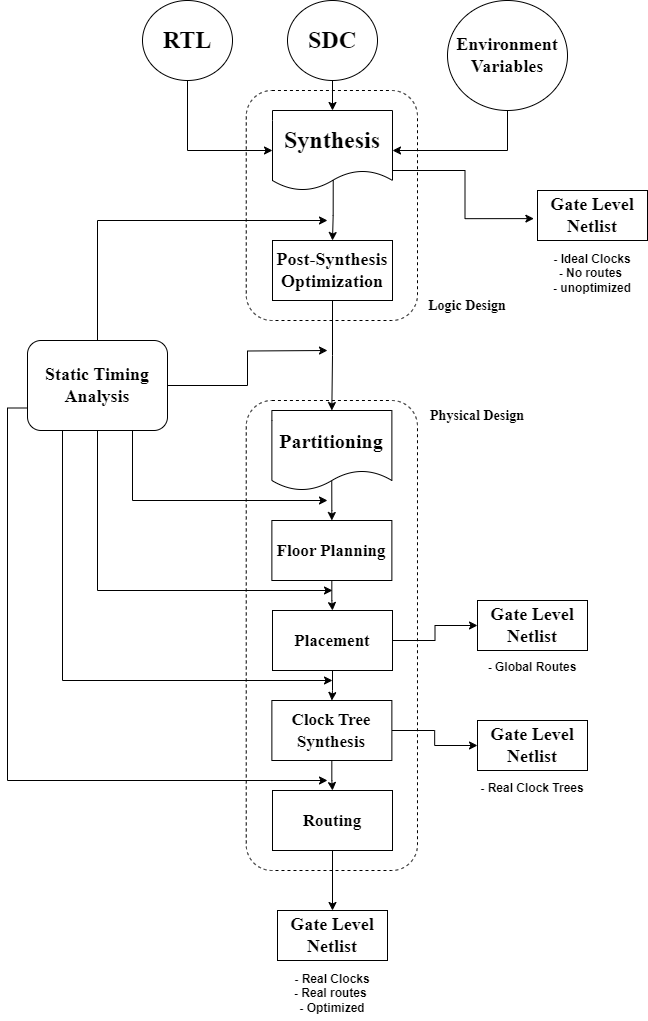 RTL
SDC
Environment
Variables
Synthesis
Gate Level
Netlist
- Ideal Clocks
- No routes
- unoptimized
Post-Synthesis
Optimization
Logic Design
Static Timing
Analysis
Physical Design
Partitioning
Floor Planning
Placement
Gate Level
Netlist
- Global Routes
Clock Tree
Synthesis
Gate Level
Netlist
- Real Clock Trees
Routing
Gate Level
Netlist
- Real Clocks
- Real routes
- Optimized